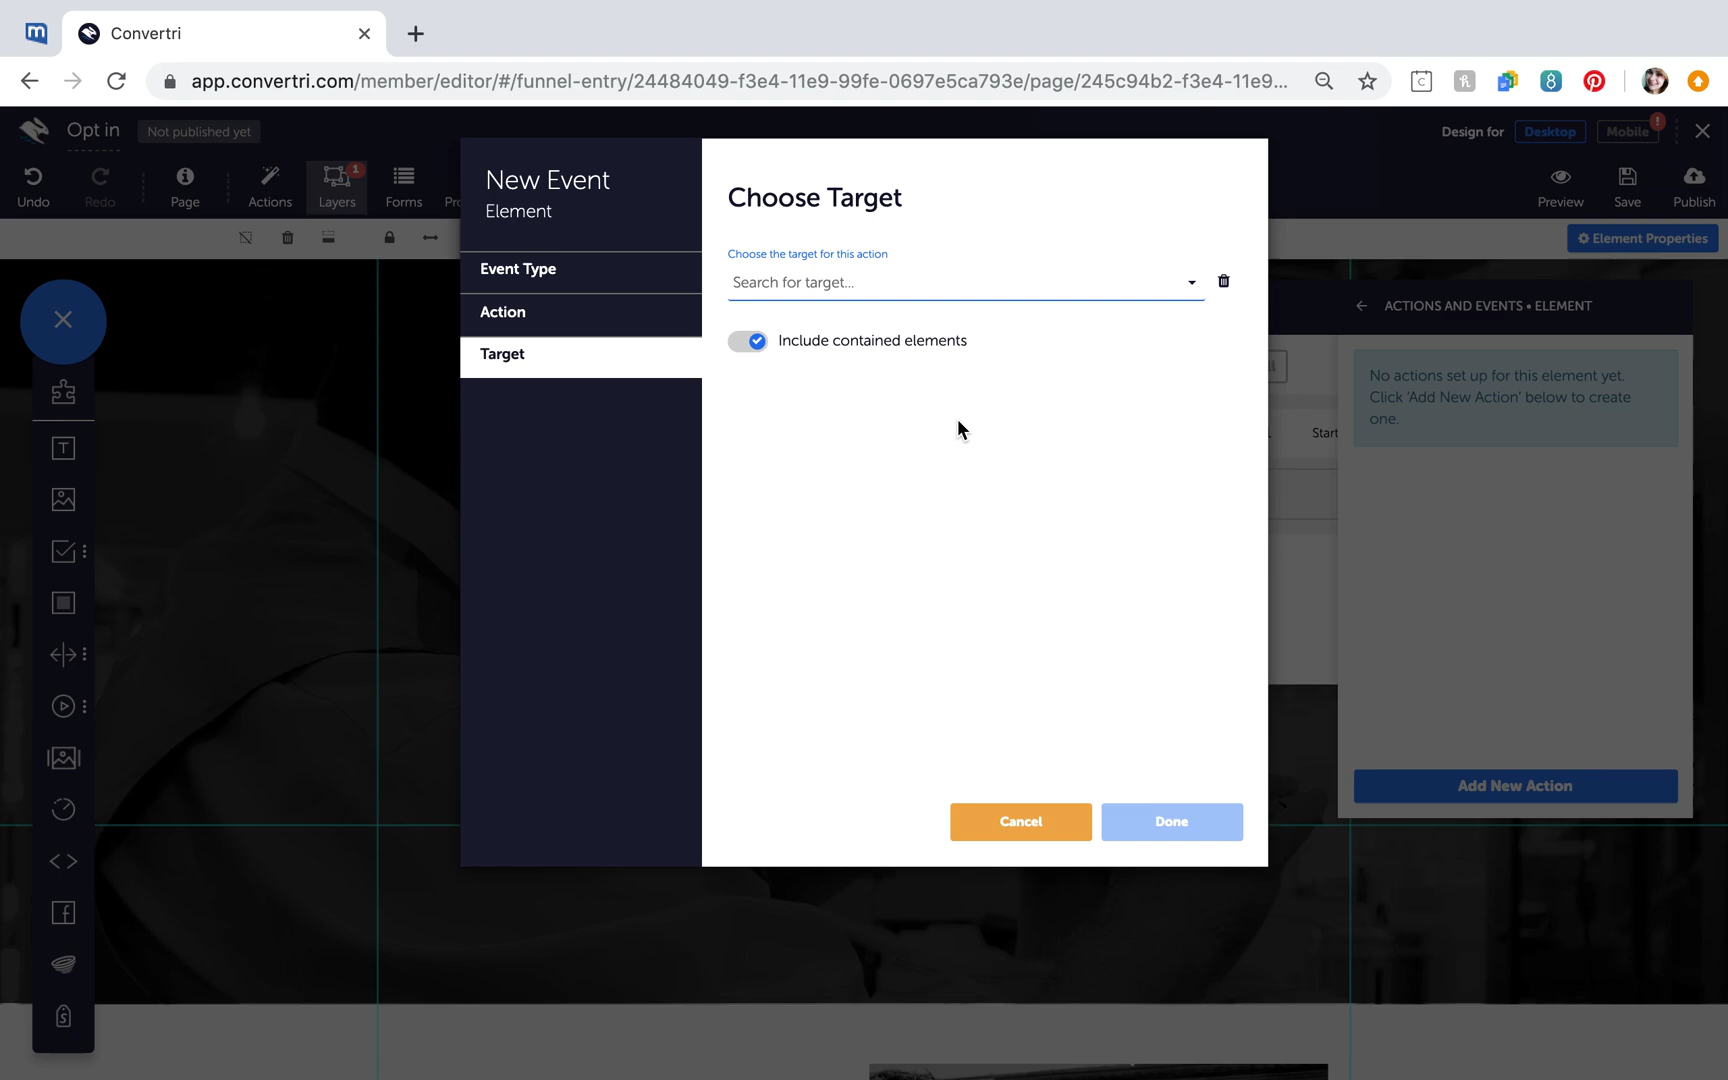 Convertri
app.convertri.com/member/editor/#/funnel-entry/24484049-f3e4-11e9-99fe-0697e5ca793e/page/245c94b2-f3e4-11e9...
Opt in
Not published yet
Design for
Desktop
Mobile
!
Undo
Redo
Page
Actions
Layers
1
Forms
Preview
Save
Publish
Element Properties
New Event
Element
Event Type
Action
Target
Choose Target
Choose the target for this action
Search for target...
Include contained elements
Cancel
Done
Start
ACTIONS AND EVENTS • ELEMENT
No actions set up for this element yet.
Click 'Add New Action' below to create
one.
Add New Action